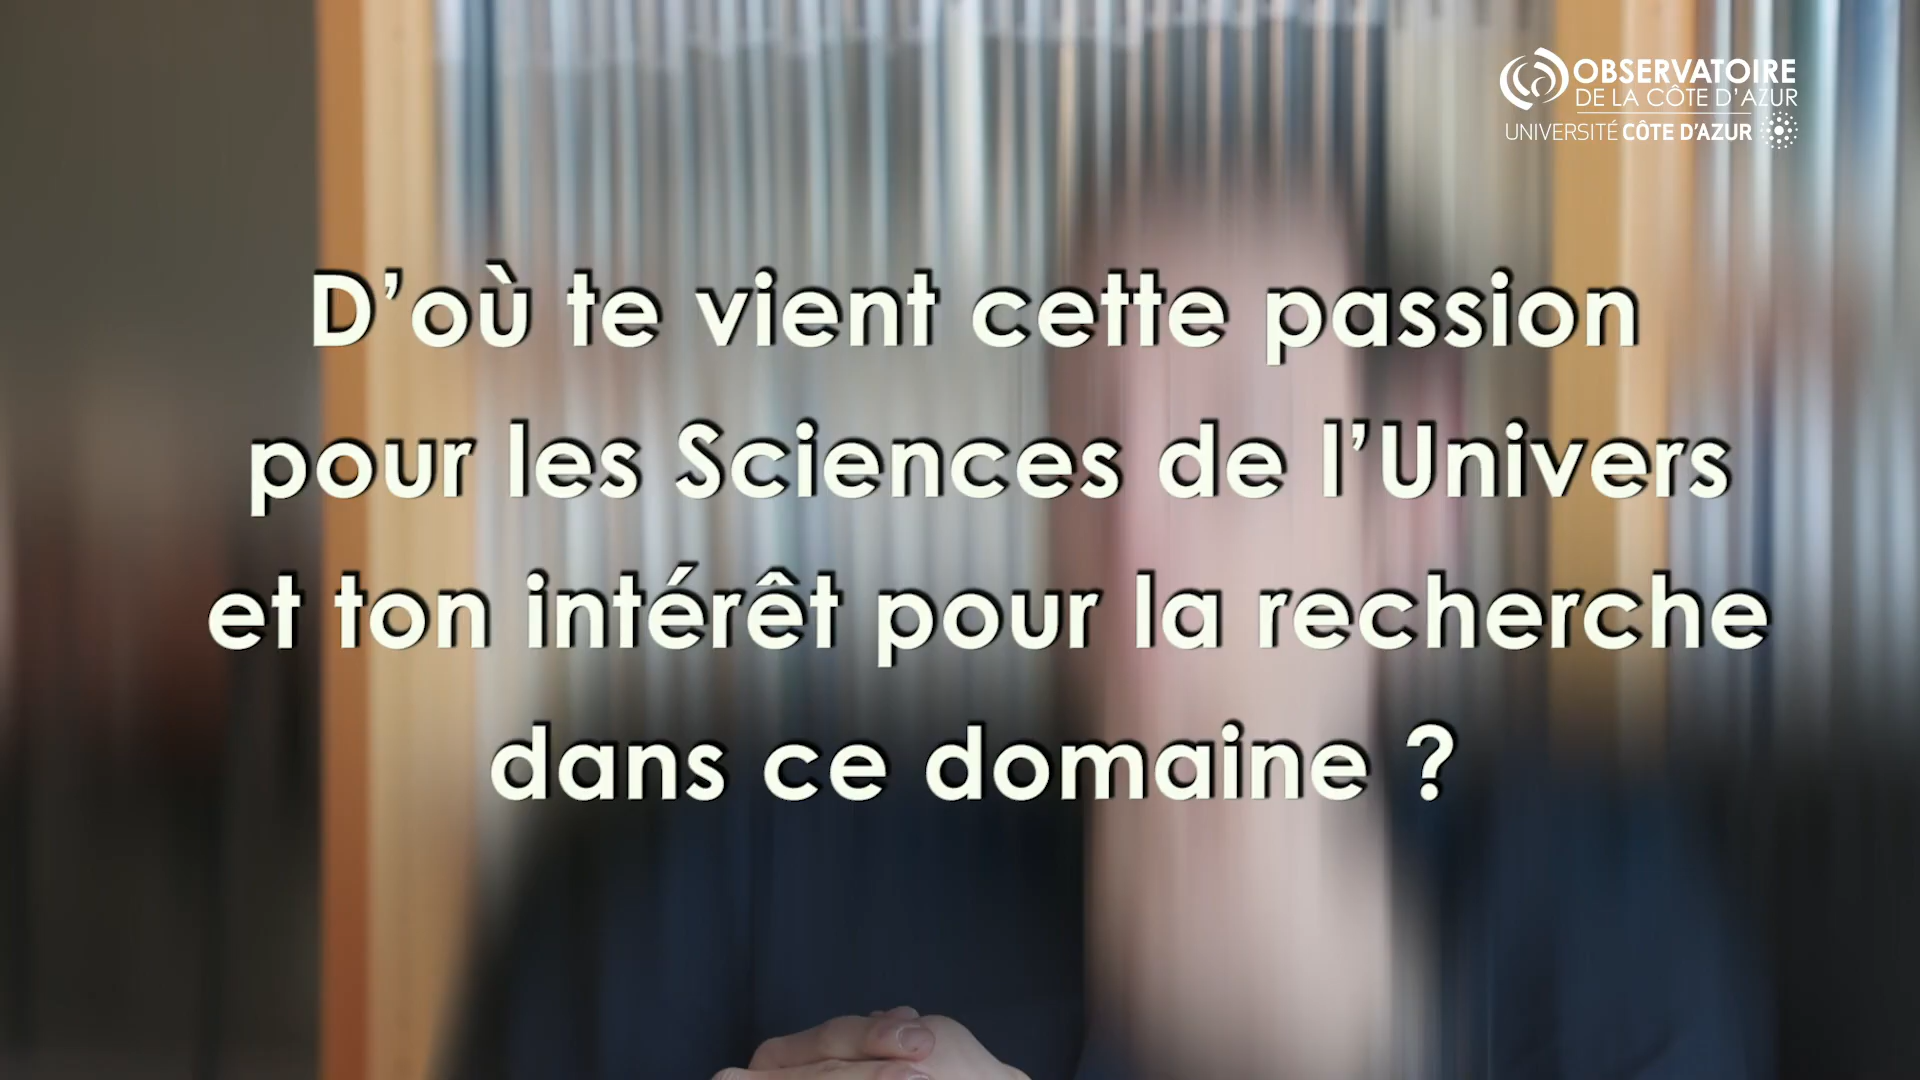 OBSERVATOIRE
DE LA CÔTE D'AZUR
UNIVERSITÉ CÔTE D'AZUR
D'où te vient cette passion
pour les Sciences de l'Univers
et ton intérêt pour la recherche
dans ce domaine ?